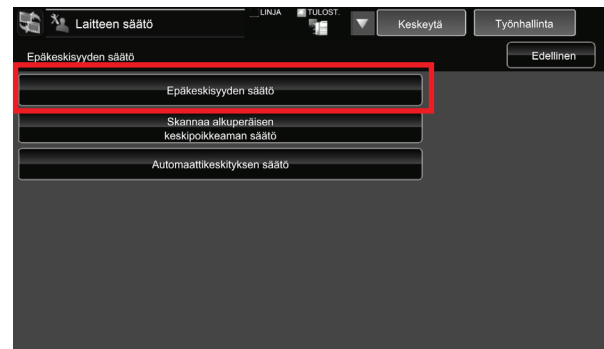 Laitteen säätö
LINJA
TULOST.
Keskeytä
Työnhallinta
Epäkeskisyyden säätö
Edellinen
Epäkeskisyyden säätö
Skannaa alkuperäisen
keskipoikkeaman säätö
Automaattikeskityksen säätö